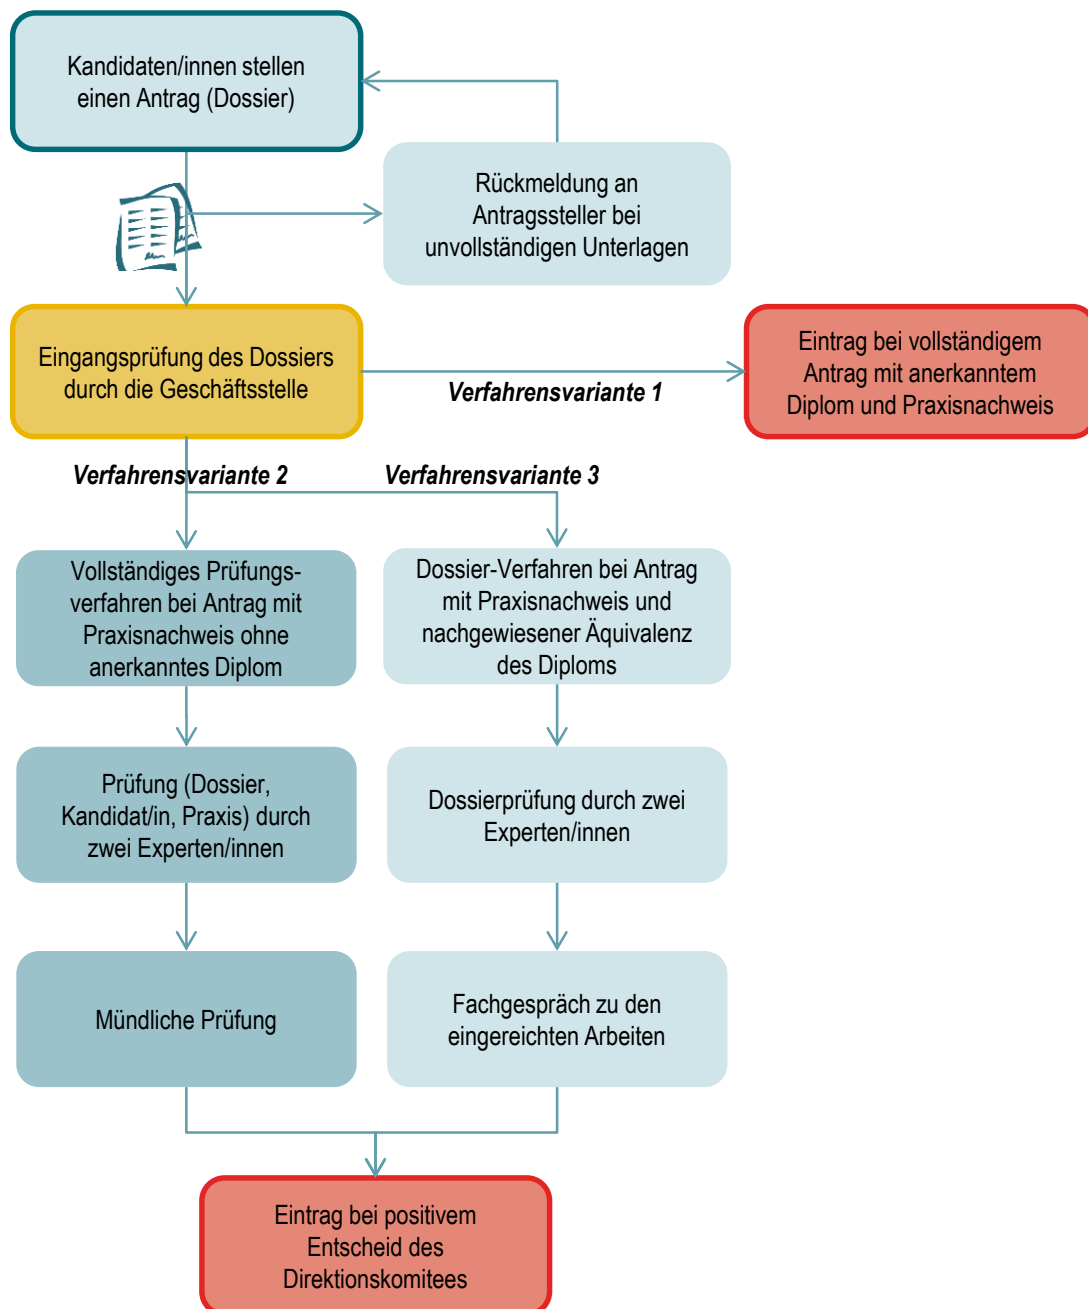 Kandidaten/innen stellen
einen Antrag (Dossier)
Rückmeldung an
Antragssteller bei
unvollständigen Unterlagen
Eingangsprüfung des Dossiers
durch die Geschäftsstelle
Verfahrensvariante 1
Eintrag bei vollständigem
Antrag mit anerkanntem
Diplom und Praxisnachweis
Verfahrensvariante 2
Verfahrensvariante 3
Vollständiges Prüfungs-
verfahren bei Antrag mit
Praxisnachweis ohne
anerkanntes Diplom
Dossier-Verfahren bei Antrag
mit Praxisnachweis und
nachgewiesener Äquivalenz
des Diploms
Prüfung (Dossier,
Kandidat/in, Praxis) durch
zwei Experten/innen
Dossierprüfung durch zwei
Experten/innen
Mündliche Prüfung
Fachgespräch zu den
eingereichten Arbeiten
Eintrag bei positivem
Entscheid des
Direktionskomitees